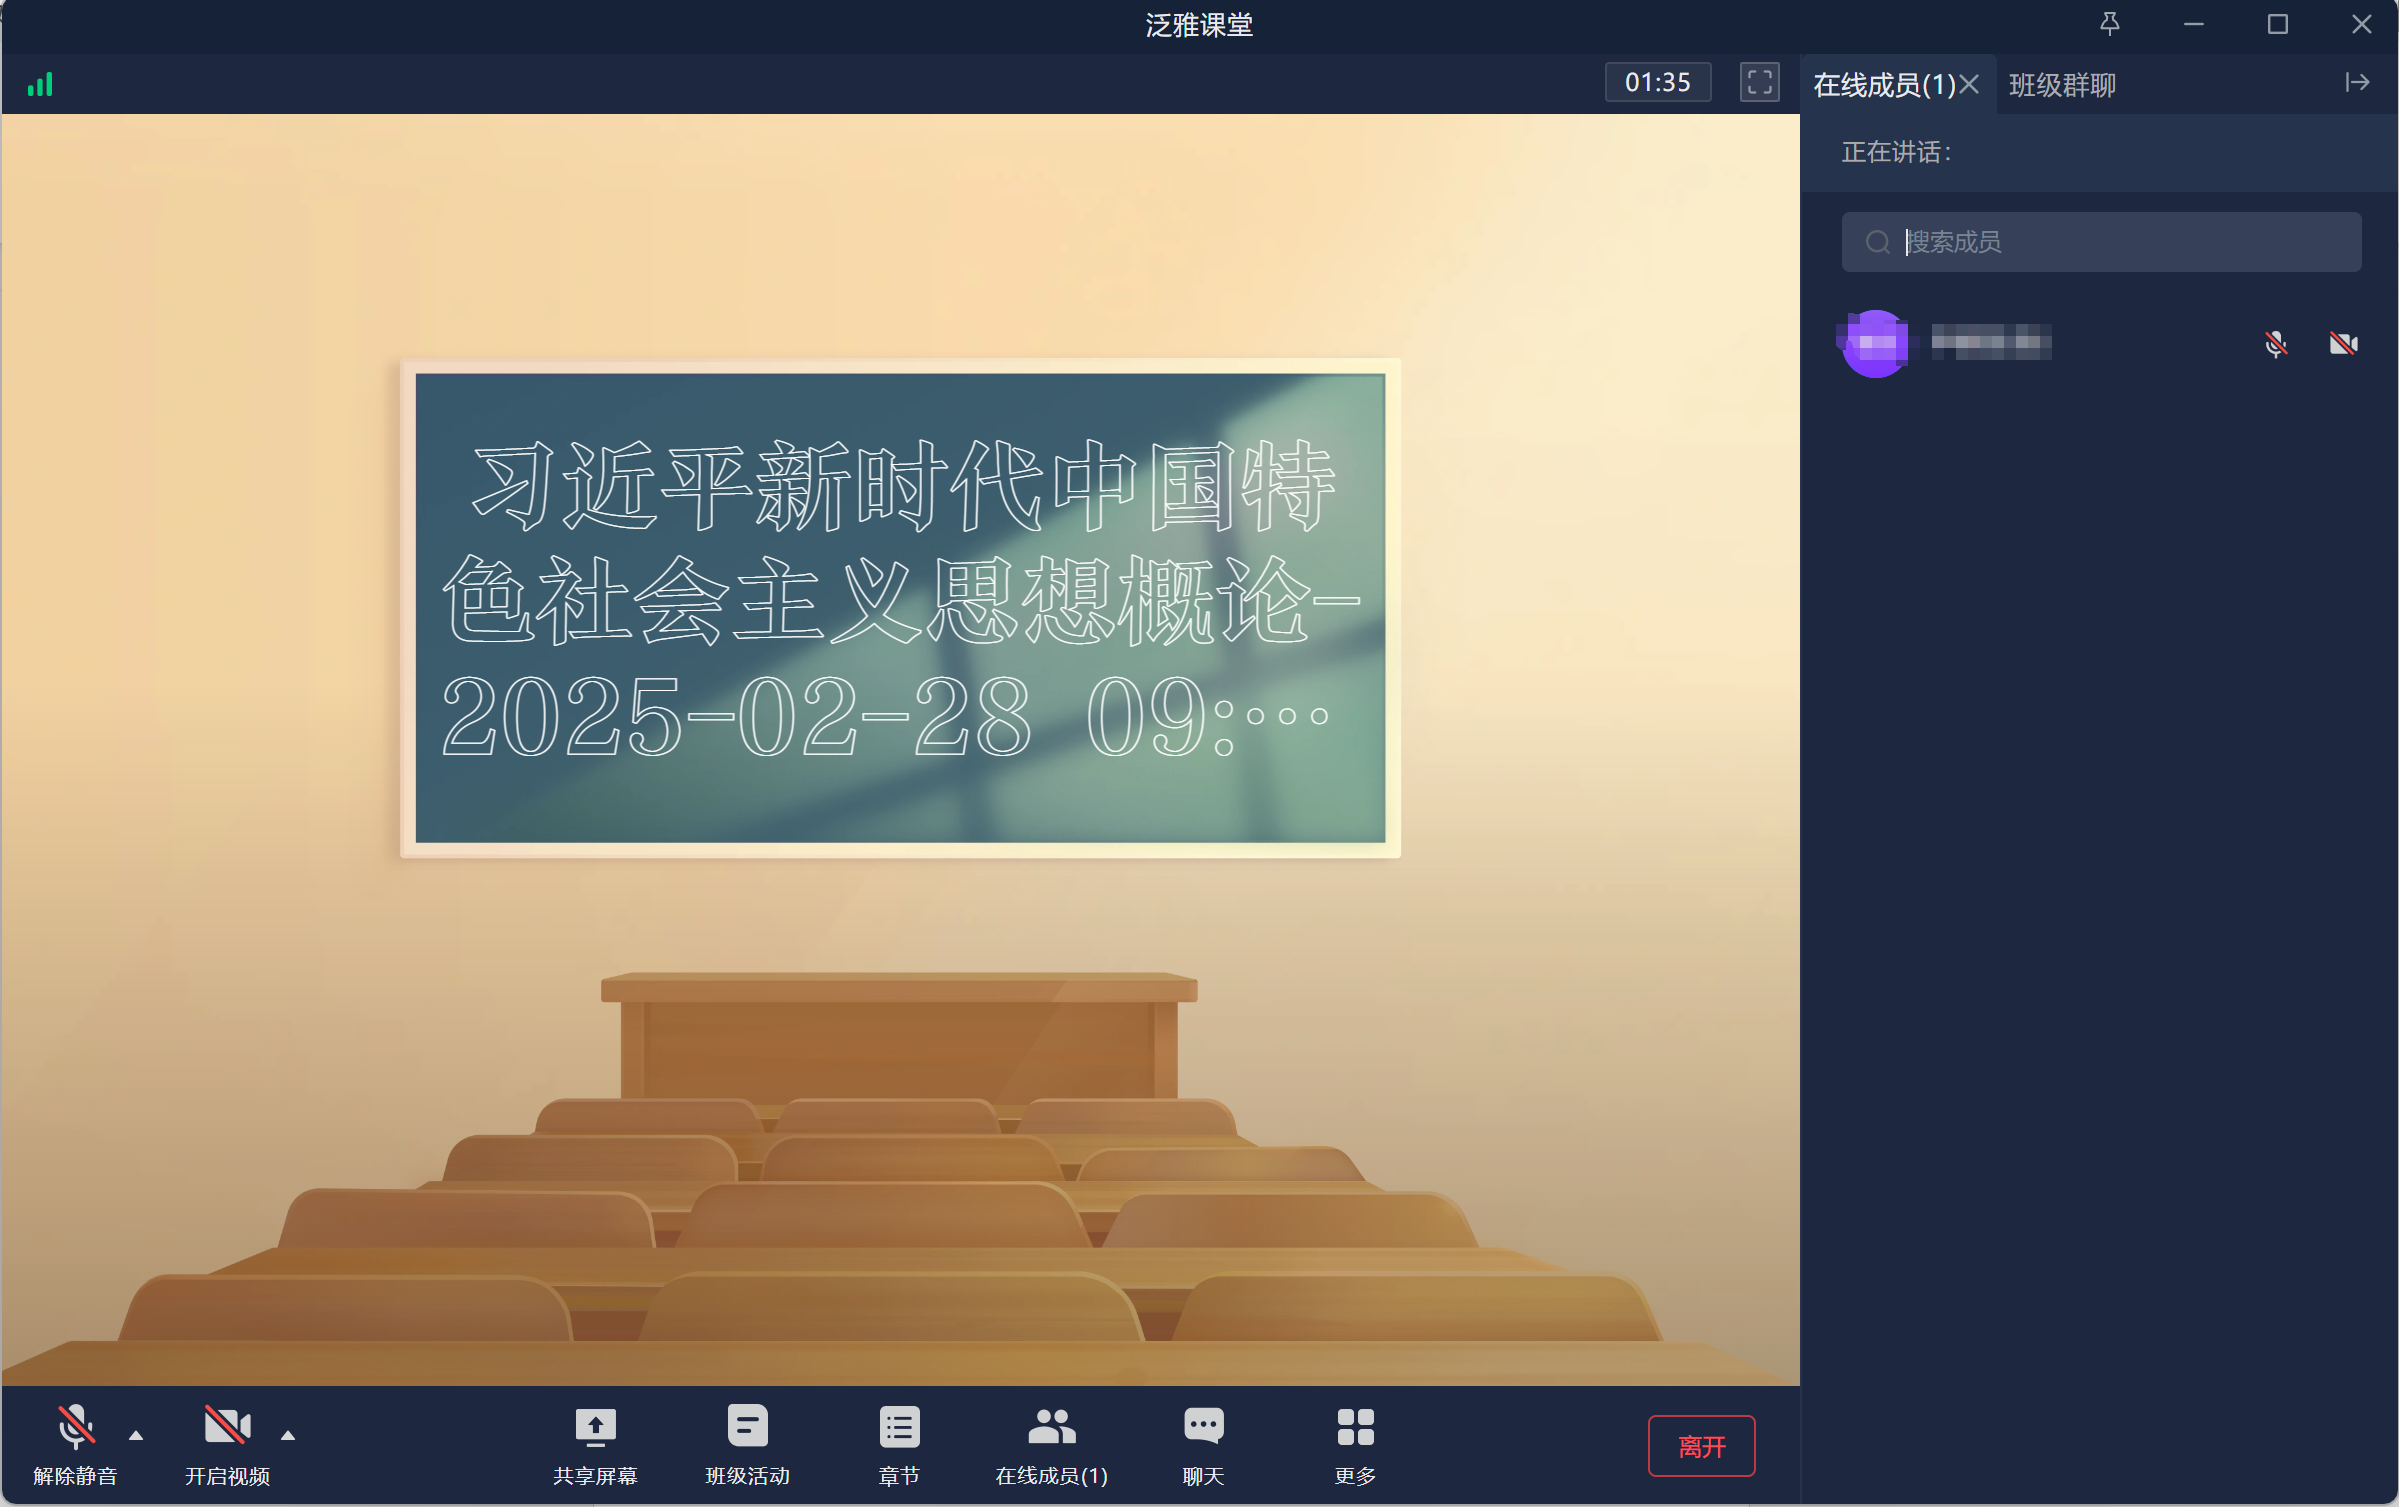 泛雅课堂
01:35
在线成员(1)
班级群聊
正在讲话：
搜索成员
习近平新时代中国特
色社会主义思想概论-
2025-02-28 09:…
解除静音
开启视频
共享屏幕
班级活动
章节
在线成员(1)
聊天
更多
离开